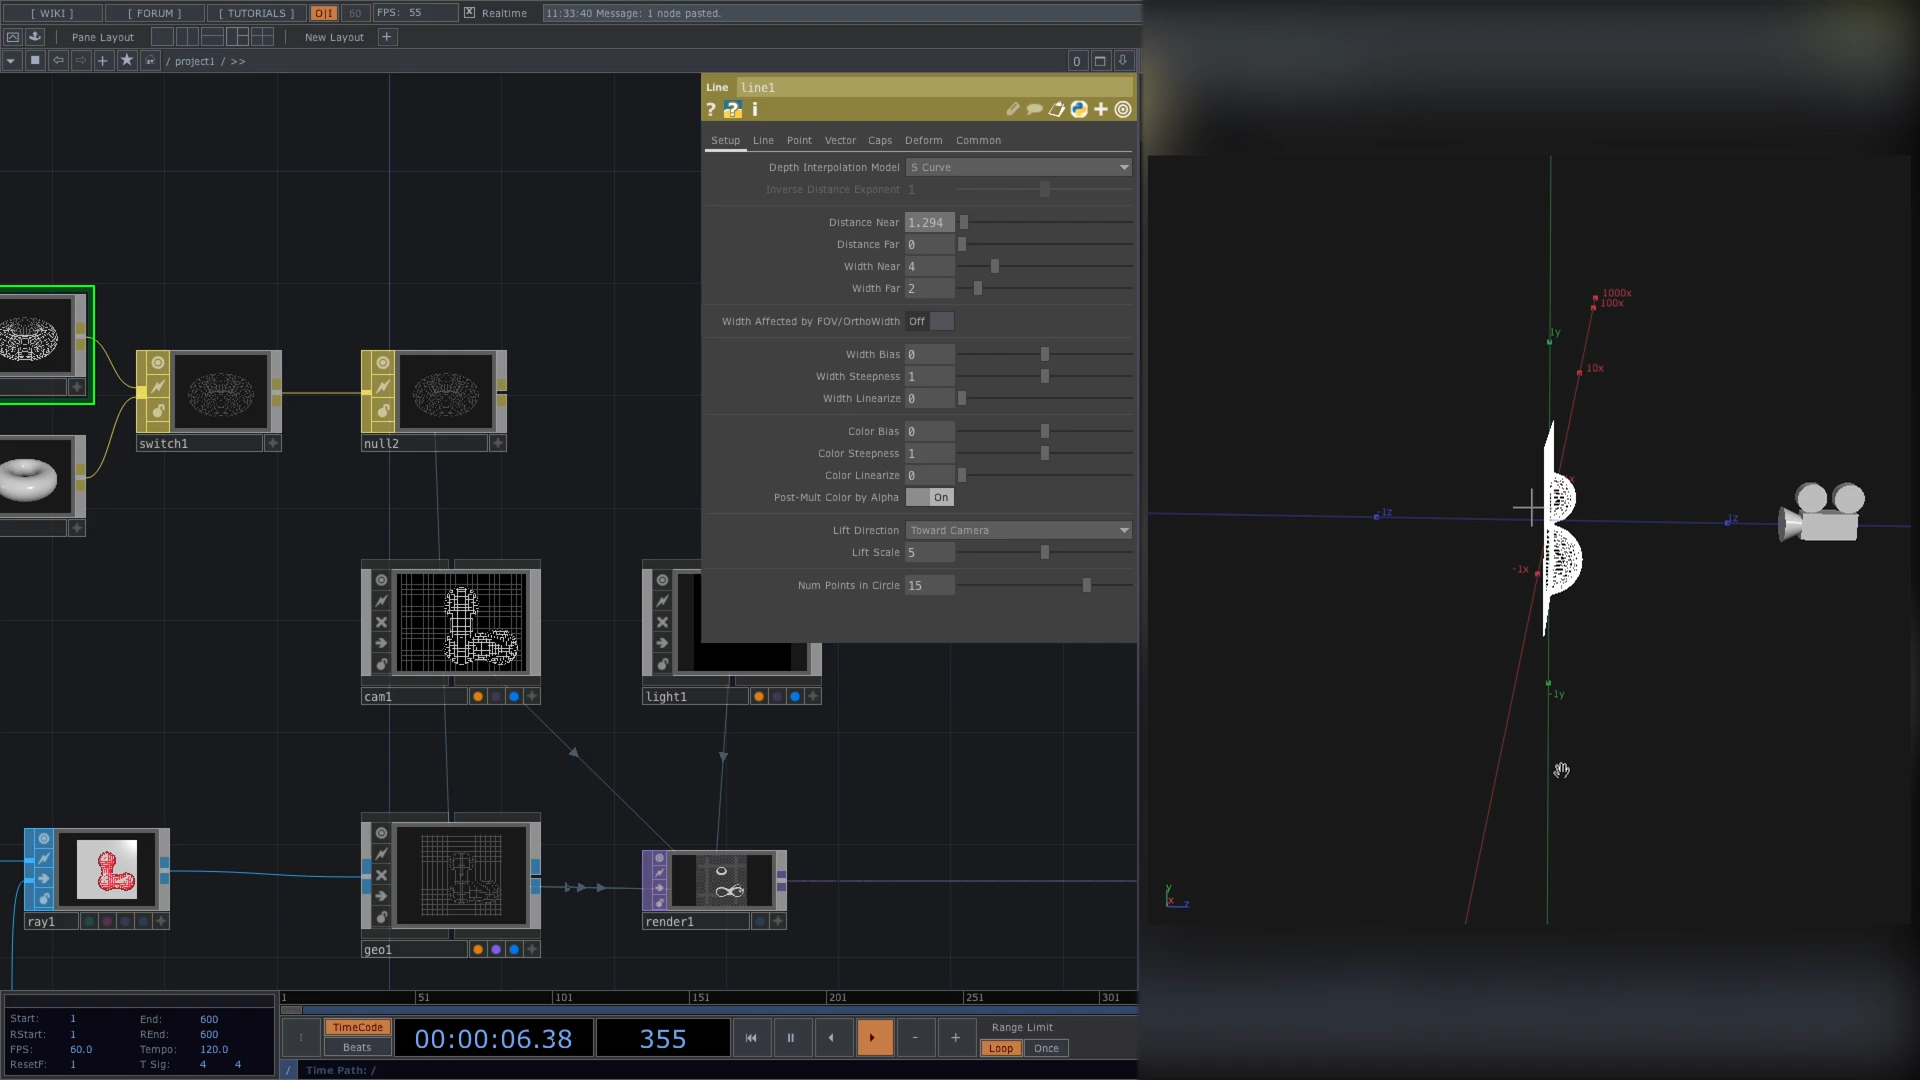 [ WIKI ] [ FORUM ] [ TUTORIALS ] O|I 60 FPS: 55 Realtime 11:33:40 Message: 1 node pasted.
Pane Layout New Layout +
/ project1 / >> 0
Line line1
? ? i
Setup Line Point Vector Caps Deform Common
Depth Interpolation Model S Curve
Inverse Distance Exponent 1
Distance Near 1.294
Distance Far 0
Width Near 4
Width Far 2
Width Affected by FOV/OrthoWidth Off
Width Bias 0
Width Steepness 1
Width Linearize 0
Color Bias 0
Color Steepness 1
Color Linearize 0
Post-Mult Color by Alpha On
Lift Direction Toward Camera
Lift Scale 5
Num Points in Circle 15
switch1
null2
cam1
light1
ray1
geo1
render1
1000x
100x
1y
10x
-1z
1z
-1x
-1y
y
x
z
1 51 101 151 201 251 301
Start: 1 End: 600
RStart: 1 REnd: 600
FPS: 60.0 Tempo: 120.0
ResetF: 1 T Sig: 4 4
TimeCode
Beats
00:00:06.38
355
- +
Range Limit
Loop Once
/ Time Path: /